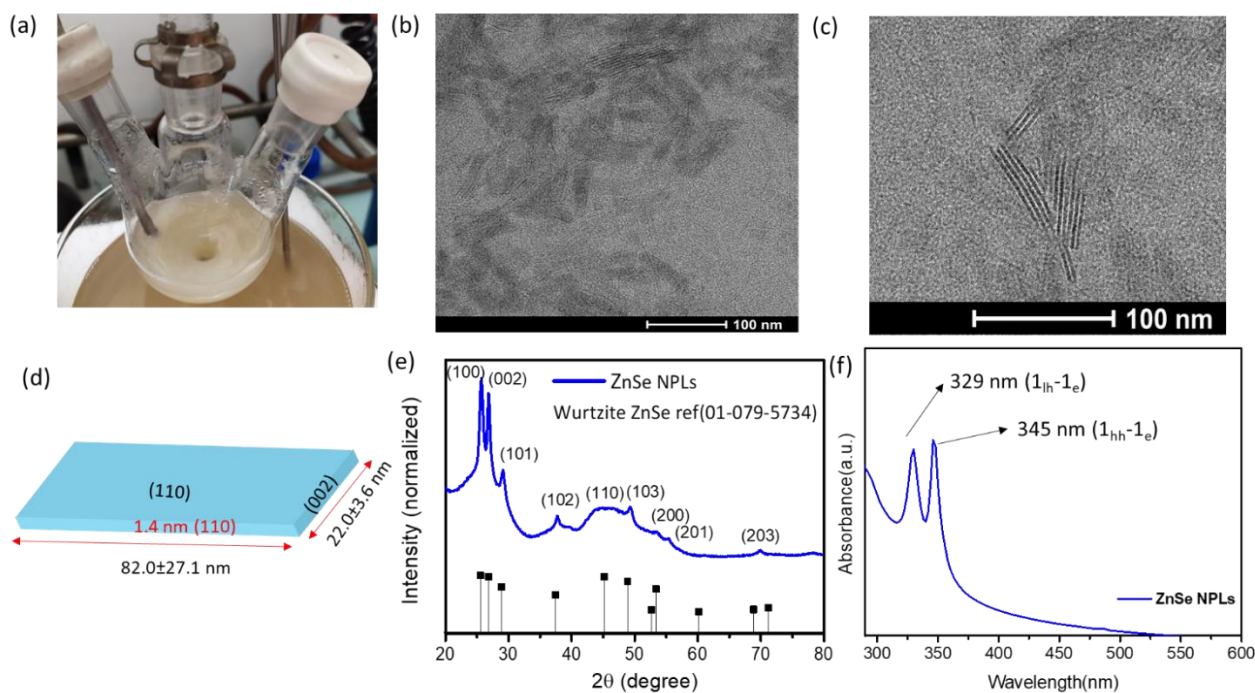 (a)
(b)
(c)
100 nm
100 nm
(d)
(110)
(002)
1.4 nm (110)
22.0±3.6 nm
82.0±27.1 nm
(e)
Intensity (normalized)
(100)
(002)
(101)
(102)
(110)
(103)
(200)
(201)
(203)
ZnSe NPLs
Wurtzite ZnSe ref(01-079-5734)
20 30 40 50 60 70 80
2θ (degree)
(f)
Absorbance(a.u.)
329 nm (1lh-1e)
345 nm (1hh-1e)
ZnSe NPLs
300 350 400 450 500 550 600
Wavelength(nm)